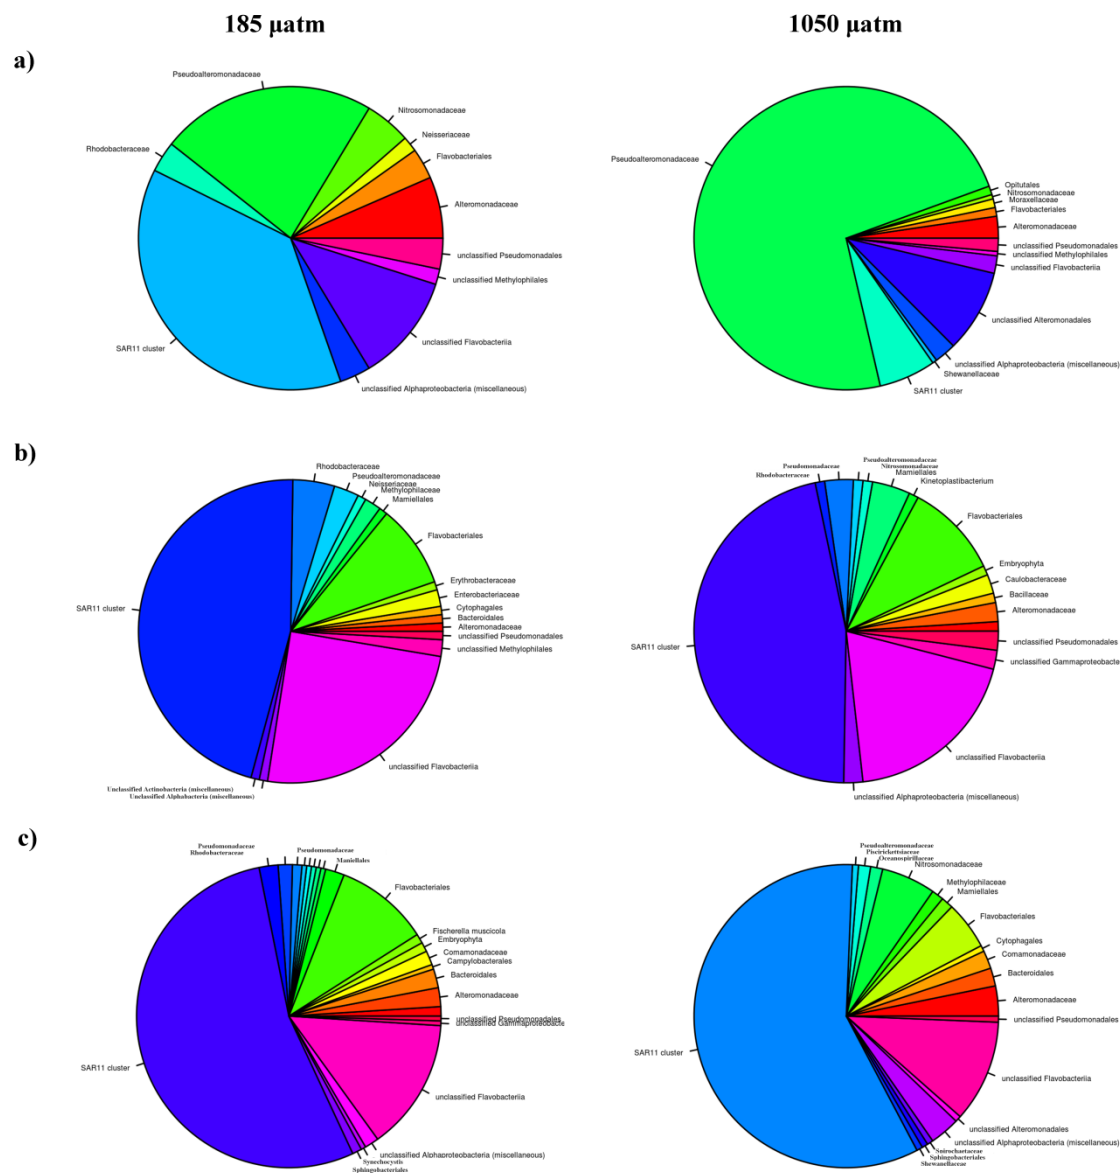 185 µatm
1050 µatm
a)
Pseudoalteromonadaceae
Nitrosomonadaceae
Neisseriaceae
Flavobacteriales
Rhodobacteraceae
Alteromonadaceae
unclassified Pseudomonadales
unclassified Methylophilales
unclassified Flavobacteriia
SAR11 cluster
unclassified Alphaproteobacteria (miscellaneous)
Pseudoalteromonadaceae
Opitutales
Nitrosomonadaceae
Moraxellaceae
Flavobacteriales
Alteromonadaceae
unclassified Pseudomonadales
unclassified Methylophilales
unclassified Flavobacteriia
unclassified Alteromonadales
unclassified Alphaproteobacteria (miscellaneous)
Shewanellaceae
SAR11 cluster
b)
Rhodobacteraceae
Pseudoalteromonadaceae
Neisseriaceae
Methylophilaceae
Mamiellales
Flavobacteriales
Erythrobacteraceae
Enterobacteriaceae
Cytophagales
Bacteroidales
Alteromonadaceae
unclassified Pseudomonadales
unclassified Methylophilales
SAR11 cluster
unclassified Flavobacteriia
Unclassified Actinobacteria (miscellaneous)
Unclassified Alphabacteria (miscellaneous)
Pseudoalteromonadaceae
Pseudomonadaceae
Nitrosomonadaceae
Rhodobacteraceae
Mamiellales
Kinetoplastibacterium
Flavobacteriales
Embryophyta
Caulobacteraceae
Bacillaceae
Alteromonadaceae
unclassified Pseudomonadales
SAR11 cluster
unclassified Gammaproteobacte
unclassified Flavobacteriia
unclassified Alphaproteobacteria (miscellaneous)
c)
Pseudomonadaceae
Rhodobacteraceae
Pseudomonadaceae
Mamiellales
Flavobacteriales
Fischerella muscicola
Embryophyta
Comamonadaceae
Campylobacterales
Bacteroidales
Alteromonadaceae
unclassified Pseudomonadales
unclassified Gammaproteobacte
SAR11 cluster
unclassified Flavobacteriia
unclassified Alphaproteobacteria (miscellaneous)
Synechocytis
Sphingobacteriales
Pseudoalteromonadaceae
Piscirickettsiaceae
Oceanospirillaceae
Nitrosomonadaceae
Methylophilaceae
Mamiellales
Flavobacteriales
Cytophagales
Comamonadaceae
Bacteroidales
Alteromonadaceae
unclassified Pseudomonadales
SAR11 cluster
unclassified Flavobacteriia
unclassified Alteromonadales
unclassified Alphaproteobacteria (miscellaneous)
Spirochaetaceae
Sphingobacteriales
Shewanellaceae